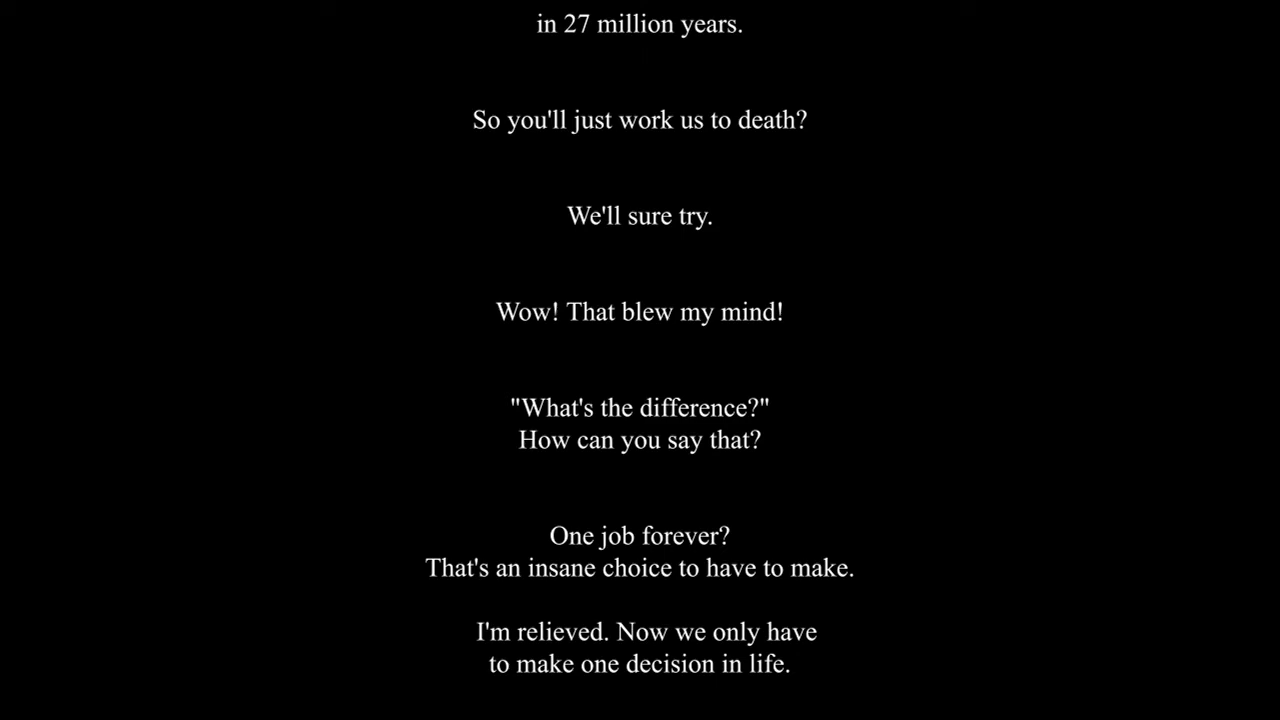 in 27 million years.
So you'll just work us to death?
We'll sure try.
Wow! That blew my mind!
"What's the difference?"
How can you say that?
One job forever?
That's an insane choice to have to make.
I'm relieved. Now we only have
to make one decision in life.